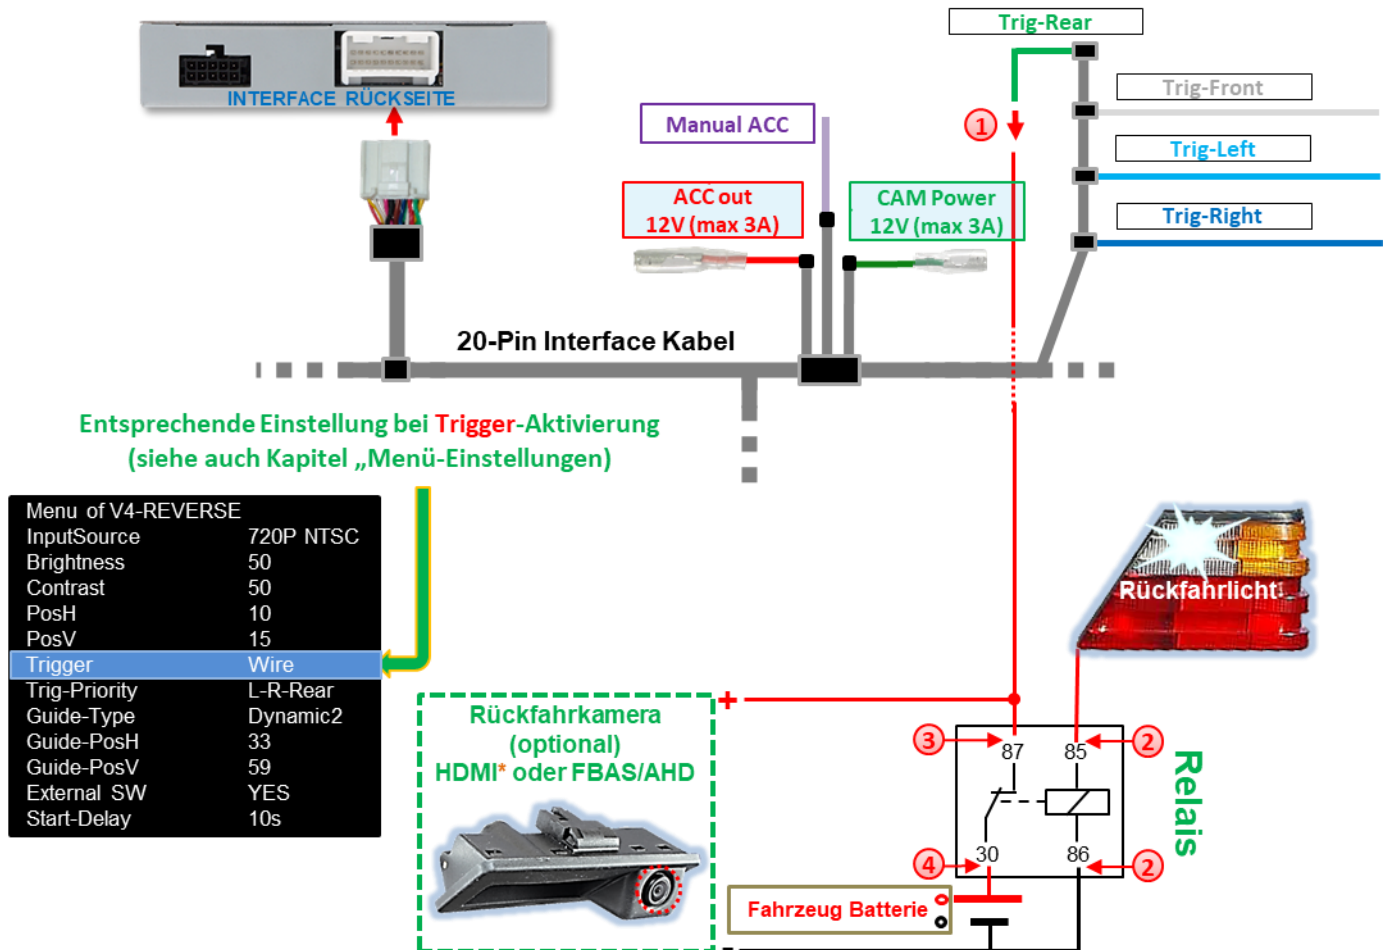 Trig-Rear
INTERFACE RÜCKSEITE
Trig-Front
Manual ACC
1
Trig-Left
ACC out
12V (max 3A)
CAM Power
12V (max 3A)
Trig-Right
20-Pin Interface Kabel
Entsprechende Einstellung bei Trigger-Aktivierung
(siehe auch Kapitel „Menü-Einstellungen)
Menu of V4-REVERSE
InputSource 720P NTSC
Brightness 50
Contrast 50
PosH 10
PosV 15
Trigger Wire
Trig-Priority L-R-Rear
Guide-Type Dynamic2
Guide-PosH 33
Guide-PosV 59
External SW YES
Start-Delay 10s
Rückfahrlicht
+
Rückfahrkamera
(optional)
HDMI* oder FBAS/AHD
3
87
85
2
Relais
4
30
86
2
Fahrzeug Batterie
-